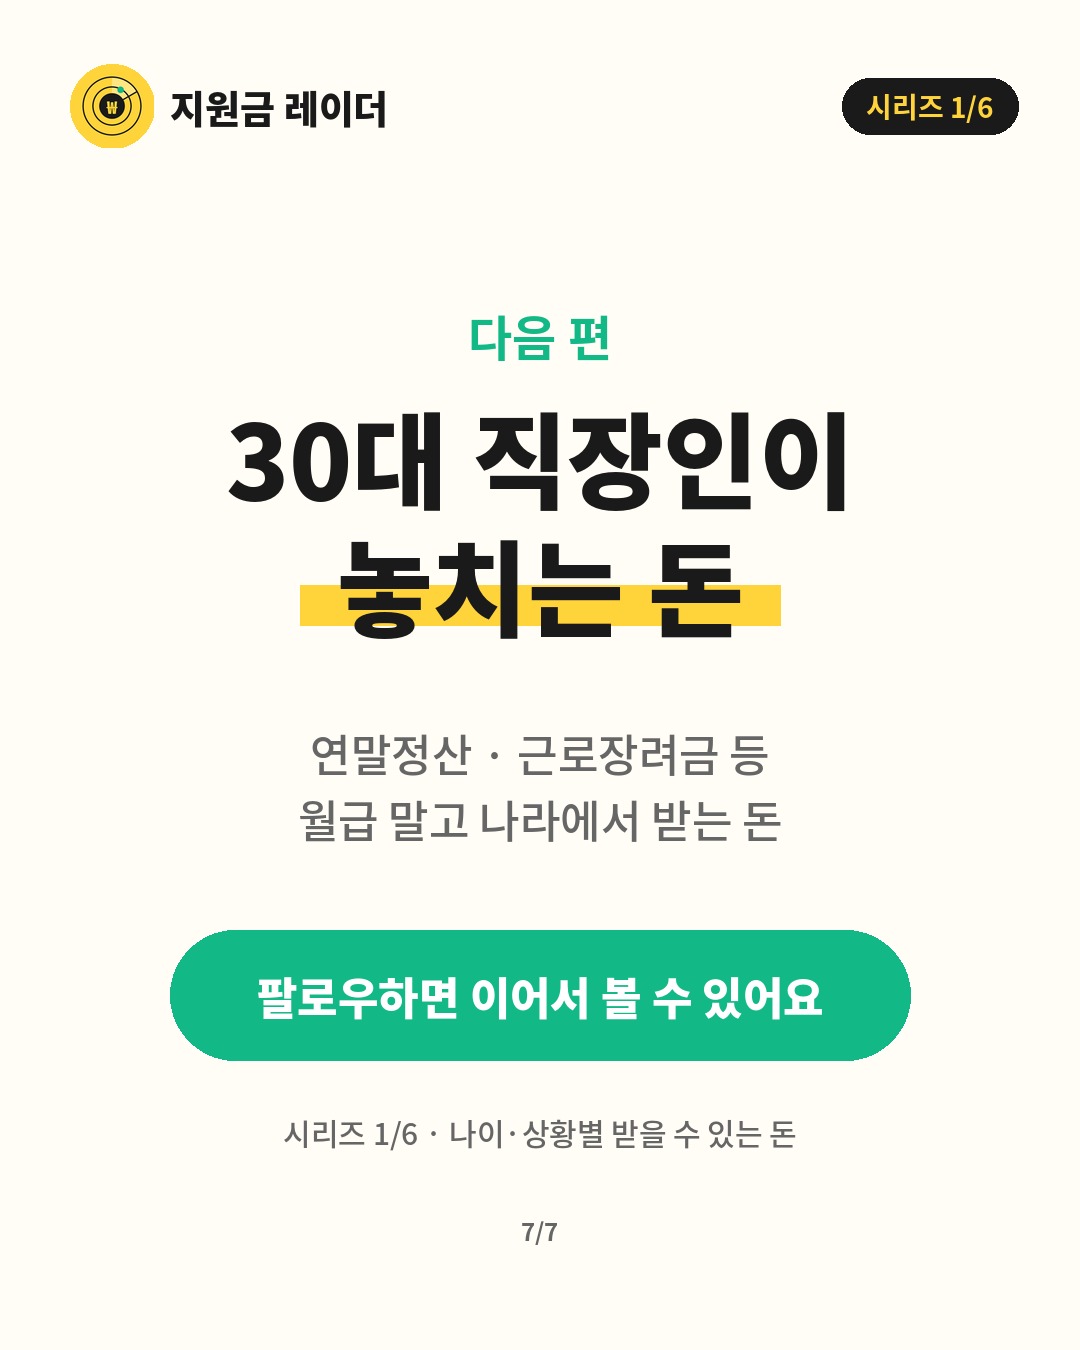 ₩
지원금 레이더
시리즈 1/6
다음 편
30대 직장인이
놓치는 돈
연말정산 · 근로장려금 등
월급 말고 나라에서 받는 돈
팔로우하면 이어서 볼 수 있어요
시리즈 1/6 · 나이·상황별 받을 수 있는 돈
7/7